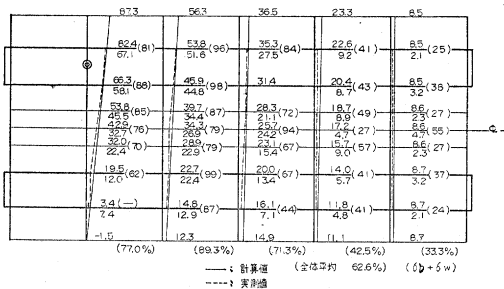 87.3 56.3 36.5 23.3 8.5
82.4 (81) 53.8 (96) 35.3 (84) 22.8 (41) 8.5 (25)
67.1 51.6 27.5 9.2 2.1
66.3 (88) 45.9 (98) 31.4 20.4 (43) 8.5 (36)
58.1 44.8 8.7 3.2
53.8 (85) 39.7 (87) 28.3 (72) 18.7 (49) 8.6 (27)
45.5 34.4 21.1 8.9 2.3
42.9 (76) 34.3 (79) 25.7 (94) 17.2 (27) 8.6 (55)
32.7 26.9 24.2 4.7 4.7
32.0 (70) 28.9 (79) 23.1 (67) 15.7 (57) 8.6 (27)
22.4 22.9 15.4 9.0 2.3
19.5 (62) 22.7 (99) 20.0 (67) 14.0 (41) 8.7 (37)
12.0 22.4 13.4 5.7 3.2
3.4 (—) 14.8 (87) 16.1 (44) 11.8 (41) 8.7 (24)
7.4 12.9 7.1 4.8 2.1
-1.5 12.3 14.9 11.1 8.7
(77.0%) (89.3%) (71.3%) (42.5%) (33.3%)
—— : 計算値 (全体平均 62.6%) (σb + σw)
---- : 実測値